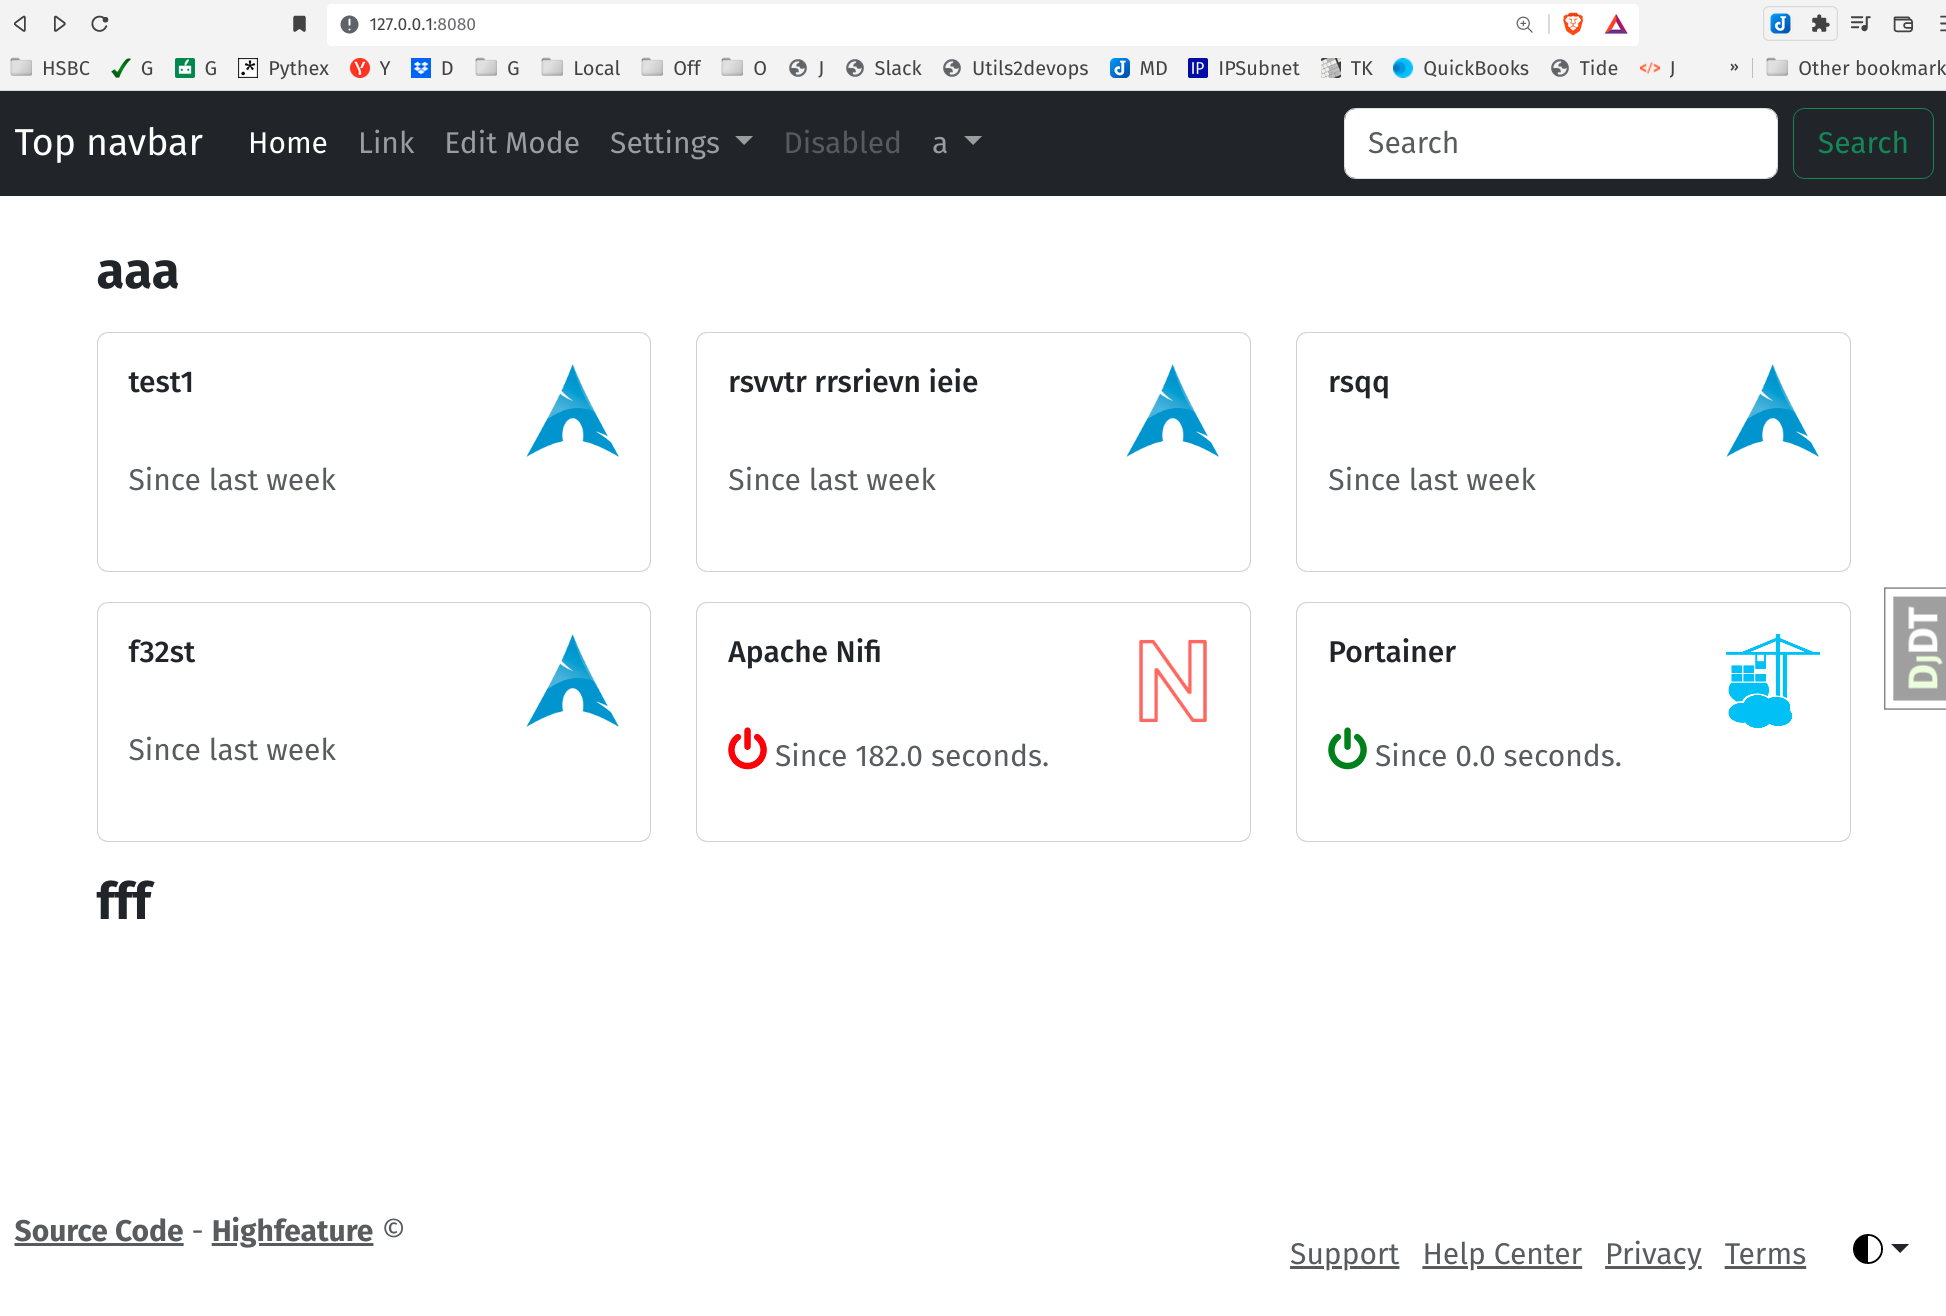 127.0.0.1:8080
HSBC G G Pythex Y D G Local Off O J Slack Utils2devops MD IP IPSubnet TK QuickBooks Tide J » Other bookmark
Top navbar Home Link Edit Mode Settings Disabled a Search Search
aaa
test1
Since last week
rsvvtr rrsrievn ieie
Since last week
rsqq
Since last week
f32st
Since last week
Apache Nifi
Since 182.0 seconds.
Portainer
Since 0.0 seconds.
DJDT
fff
Source Code - Highfeature ©
Support Help Center Privacy Terms